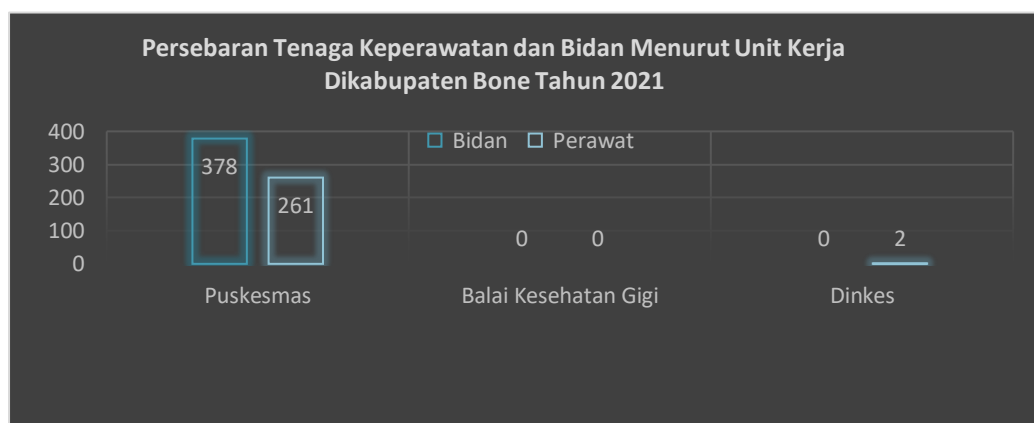 Persebaran Tenaga Keperawatan dan Bidan Menurut Unit Kerja
Dikabupaten Bone Tahun 2021
Bidan Perawat
400
300
200
100
0
378
261
0 0
0 2
Puskesmas Balai Kesehatan Gigi Dinkes